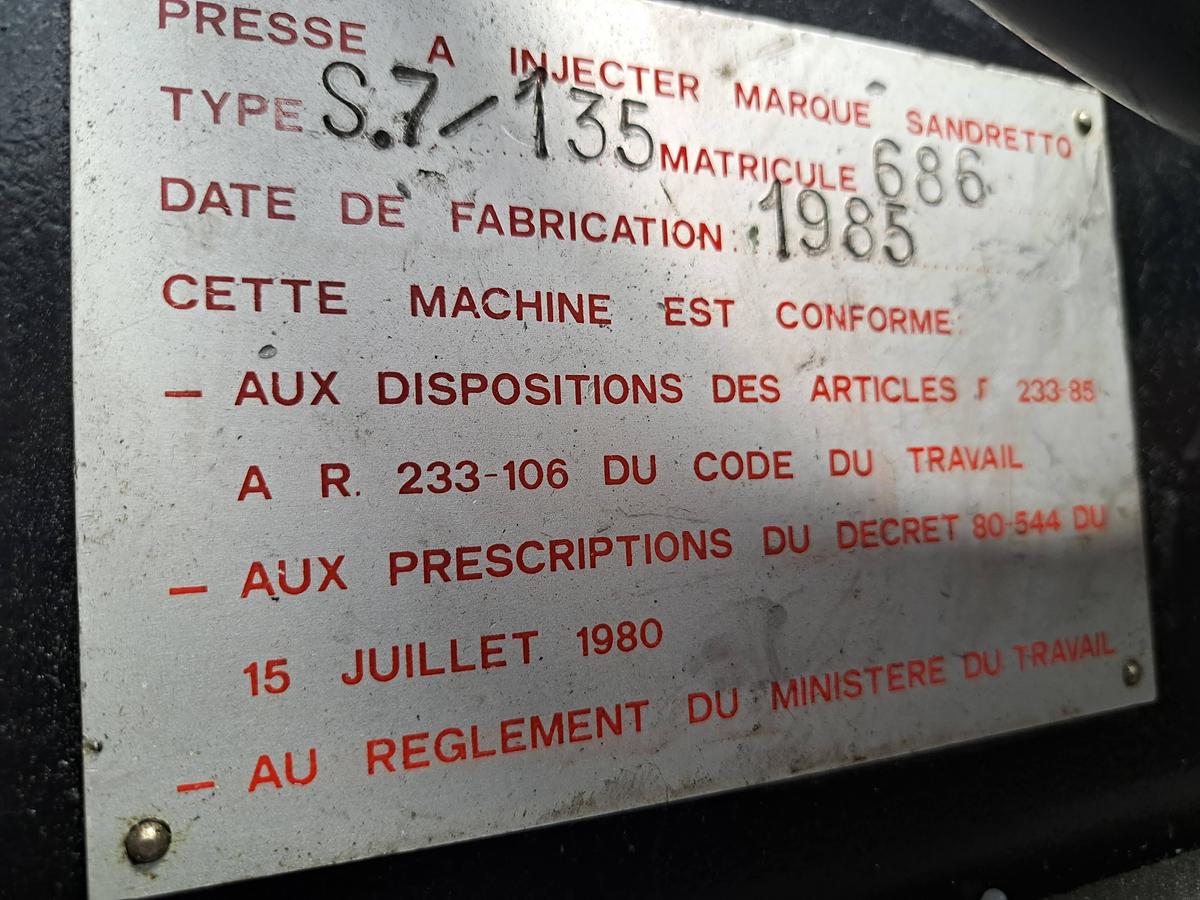 PRESSE A INJECTER MARQUE SANDRETTO
TYPE S.7/135 MATRICULE 686
DATE DE FABRICATION: 1985
CETTE MACHINE EST CONFORME:
— AUX DISPOSITIONS DES ARTICLES R 233-85
A R. 233-106 DU CODE DU TRAVAIL
— AUX PRESCRIPTIONS DU DECRET 80-544 DU
15 JUILLET 1980
— AU REGLEMENT DU MINISTERE DU TRAVAIL